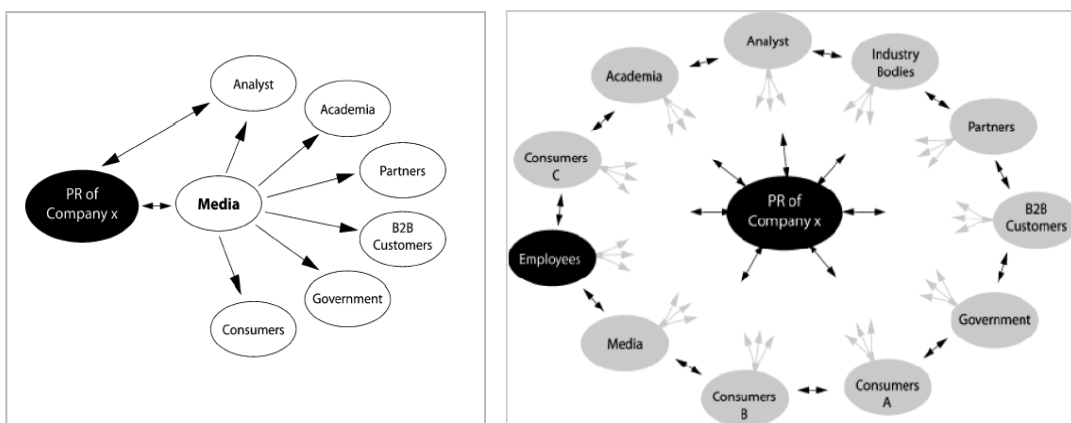 Analyst
Academia
Partners
PR of
Company x
Media
B2B
Customers
Government
Consumers
Analyst
Industry
Bodies
Academia
Partners
Consumers
C
PR of
Company x
B2B
Customers
Employees
Government
Media
Consumers
A
Consumers
B